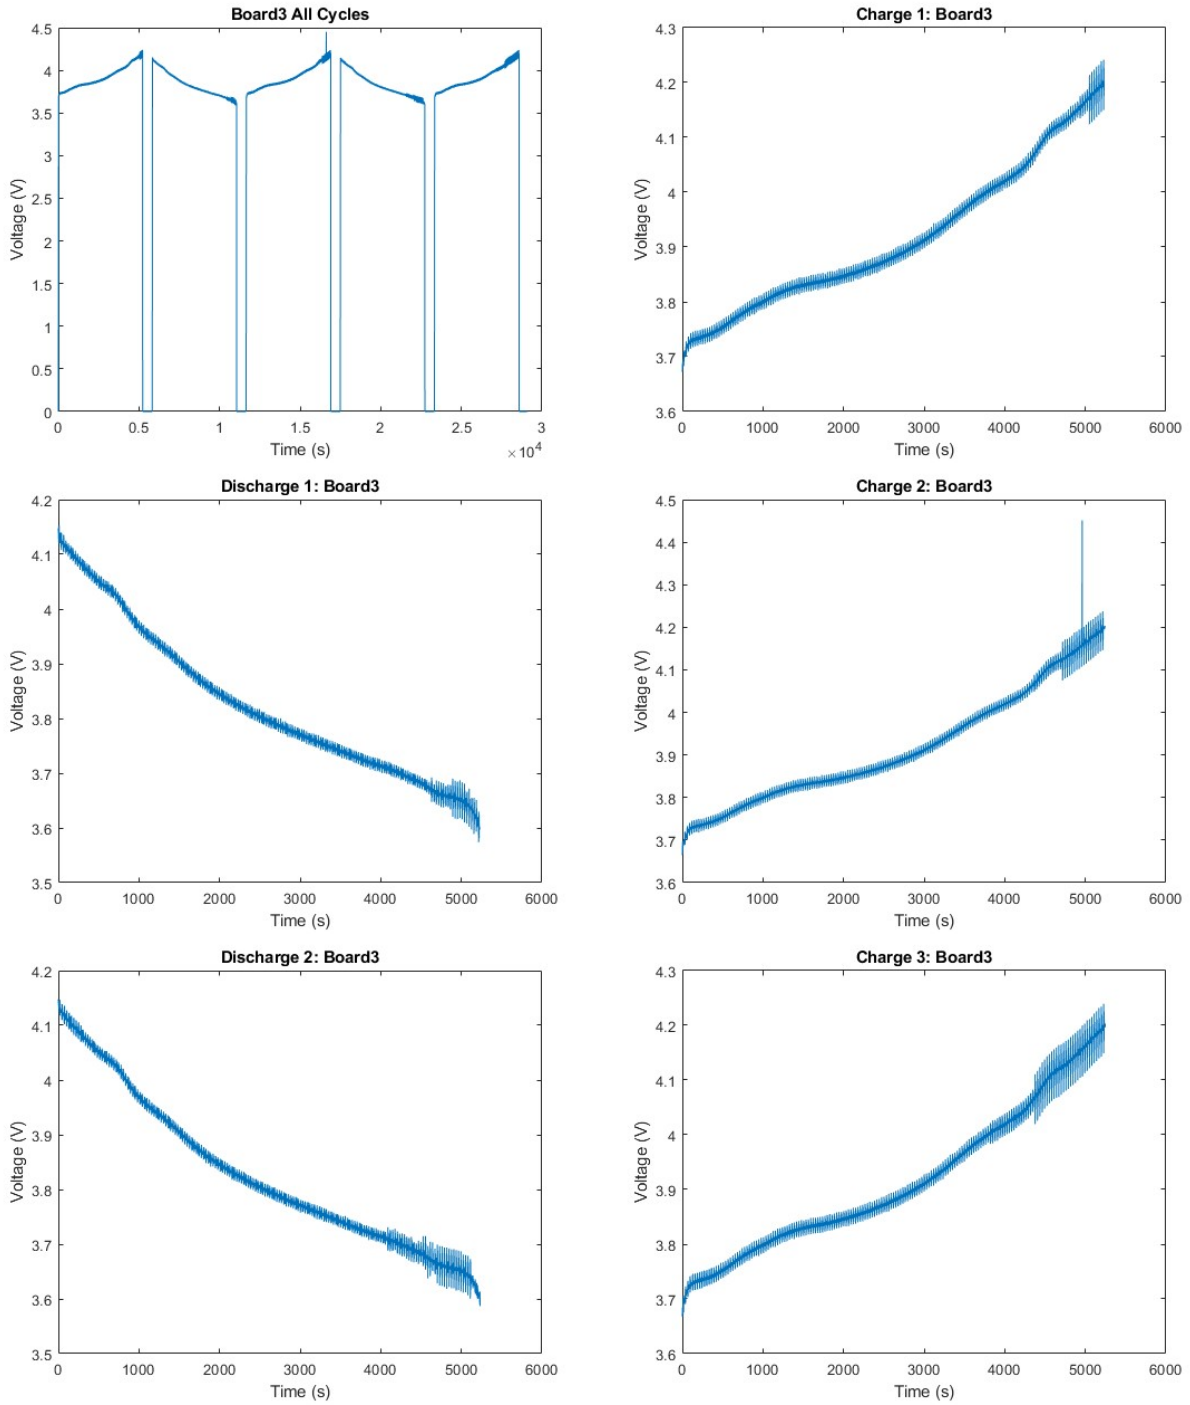 Board3 All Cycles
4.5
4
3.5
3
2.5
2
1.5
1
0.5
0
Voltage (V)
0 0.5 1 1.5 2 2.5 3
Time (s)
×10⁴
Charge 1: Board3
4.3
4.2
4.1
4
3.9
3.8
3.7
3.6
Voltage (V)
0 1000 2000 3000 4000 5000 6000
Time (s)
Discharge 1: Board3
4.2
4.1
4
3.9
3.8
3.7
3.6
3.5
Voltage (V)
0 1000 2000 3000 4000 5000 6000
Time (s)
Charge 2: Board3
4.5
4.4
4.3
4.2
4.1
4
3.9
3.8
3.7
3.6
Voltage (V)
0 1000 2000 3000 4000 5000 6000
Time (s)
Discharge 2: Board3
4.2
4.1
4
3.9
3.8
3.7
3.6
3.5
Voltage (V)
0 1000 2000 3000 4000 5000 6000
Time (s)
Charge 3: Board3
4.3
4.2
4.1
4
3.9
3.8
3.7
3.6
Voltage (V)
0 1000 2000 3000 4000 5000 6000
Time (s)